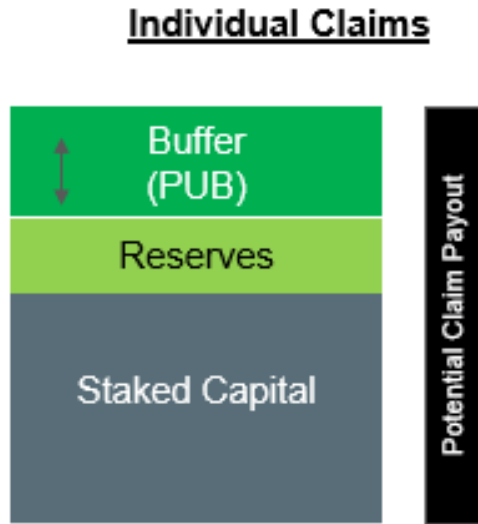 Individual Claims
Buffer
(PUB)
Reserves
Staked Capital
Potential Claim Payout